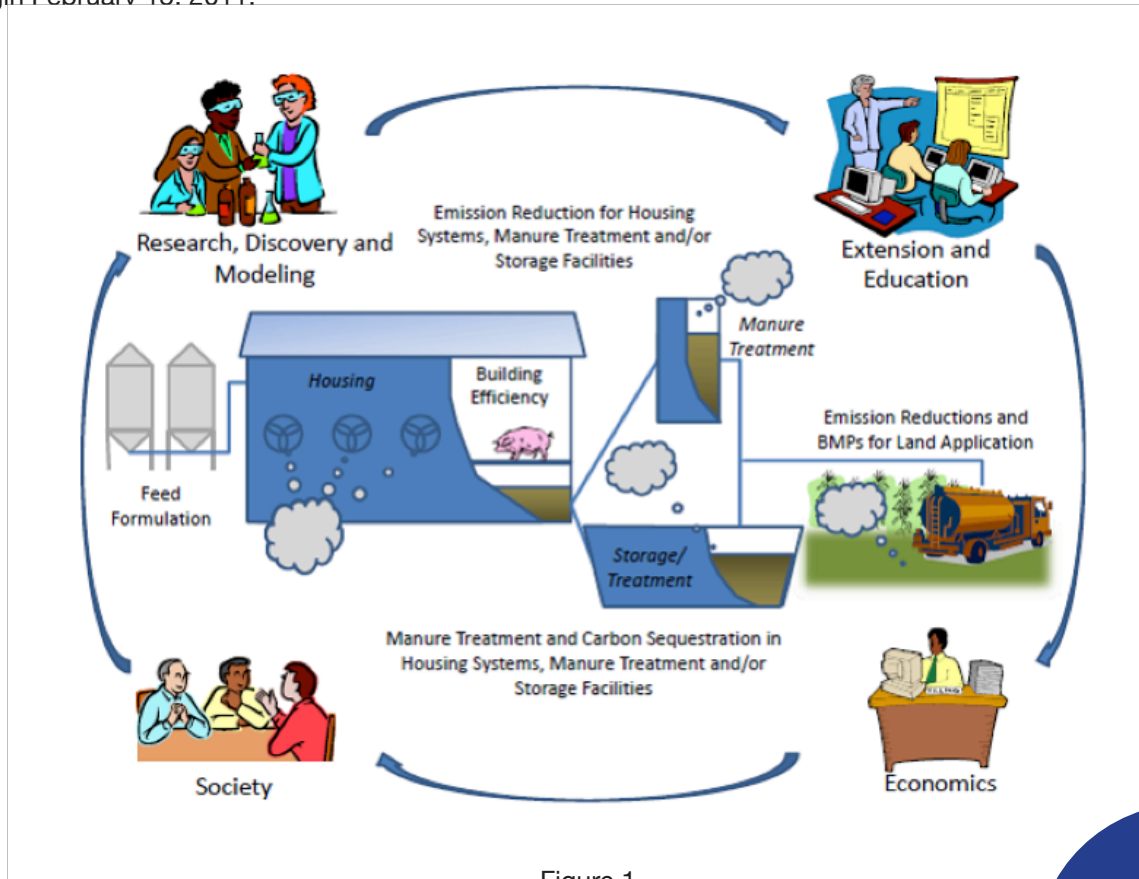 Research, Discovery and
Modeling
Emission Reduction for Housing
Systems, Manure Treatment and/or
Storage Facilities
Extension and
Education
Manure
Treatment
Housing
Building
Efficiency
Emission Reductions and
BMPs for Land Application
Feed
Formulation
Storage/
Treatment
Manure Treatment and Carbon Sequestration in
Housing Systems, Manure Treatment and/or
Storage Facilities
Society
Economics